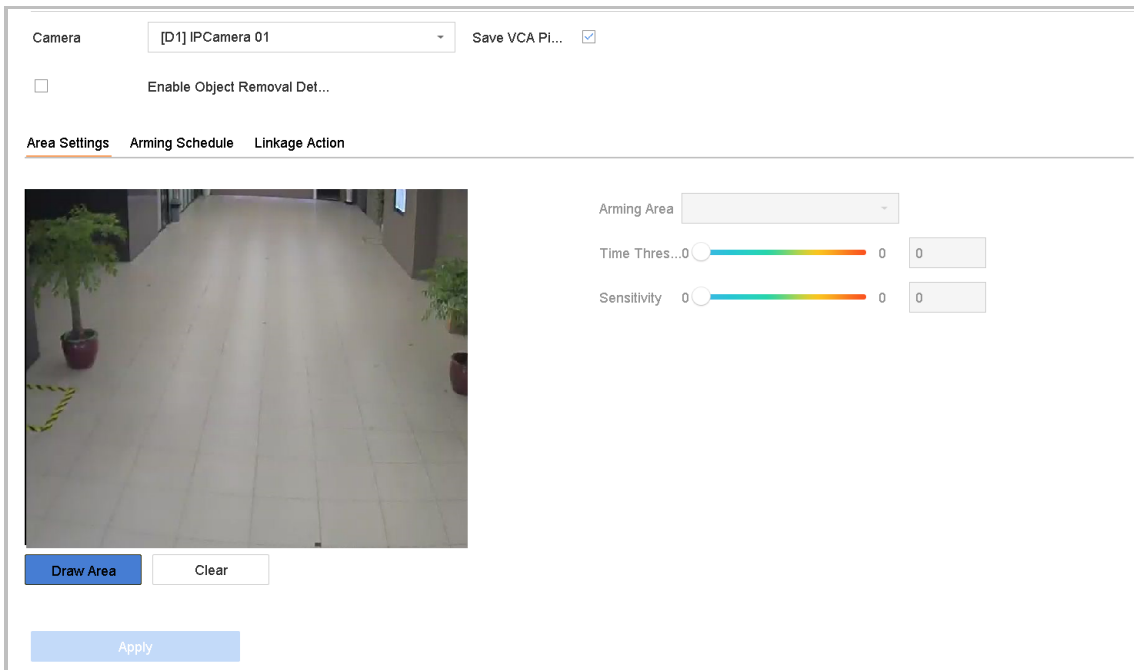 Camera [D1] IPCamera 01 Save VCA Pi...
Enable Object Removal Det...
Area Settings Arming Schedule Linkage Action
Arming Area
Time Thres...0 0 0
Sensitivity 0 0 0
Draw Area Clear
Apply